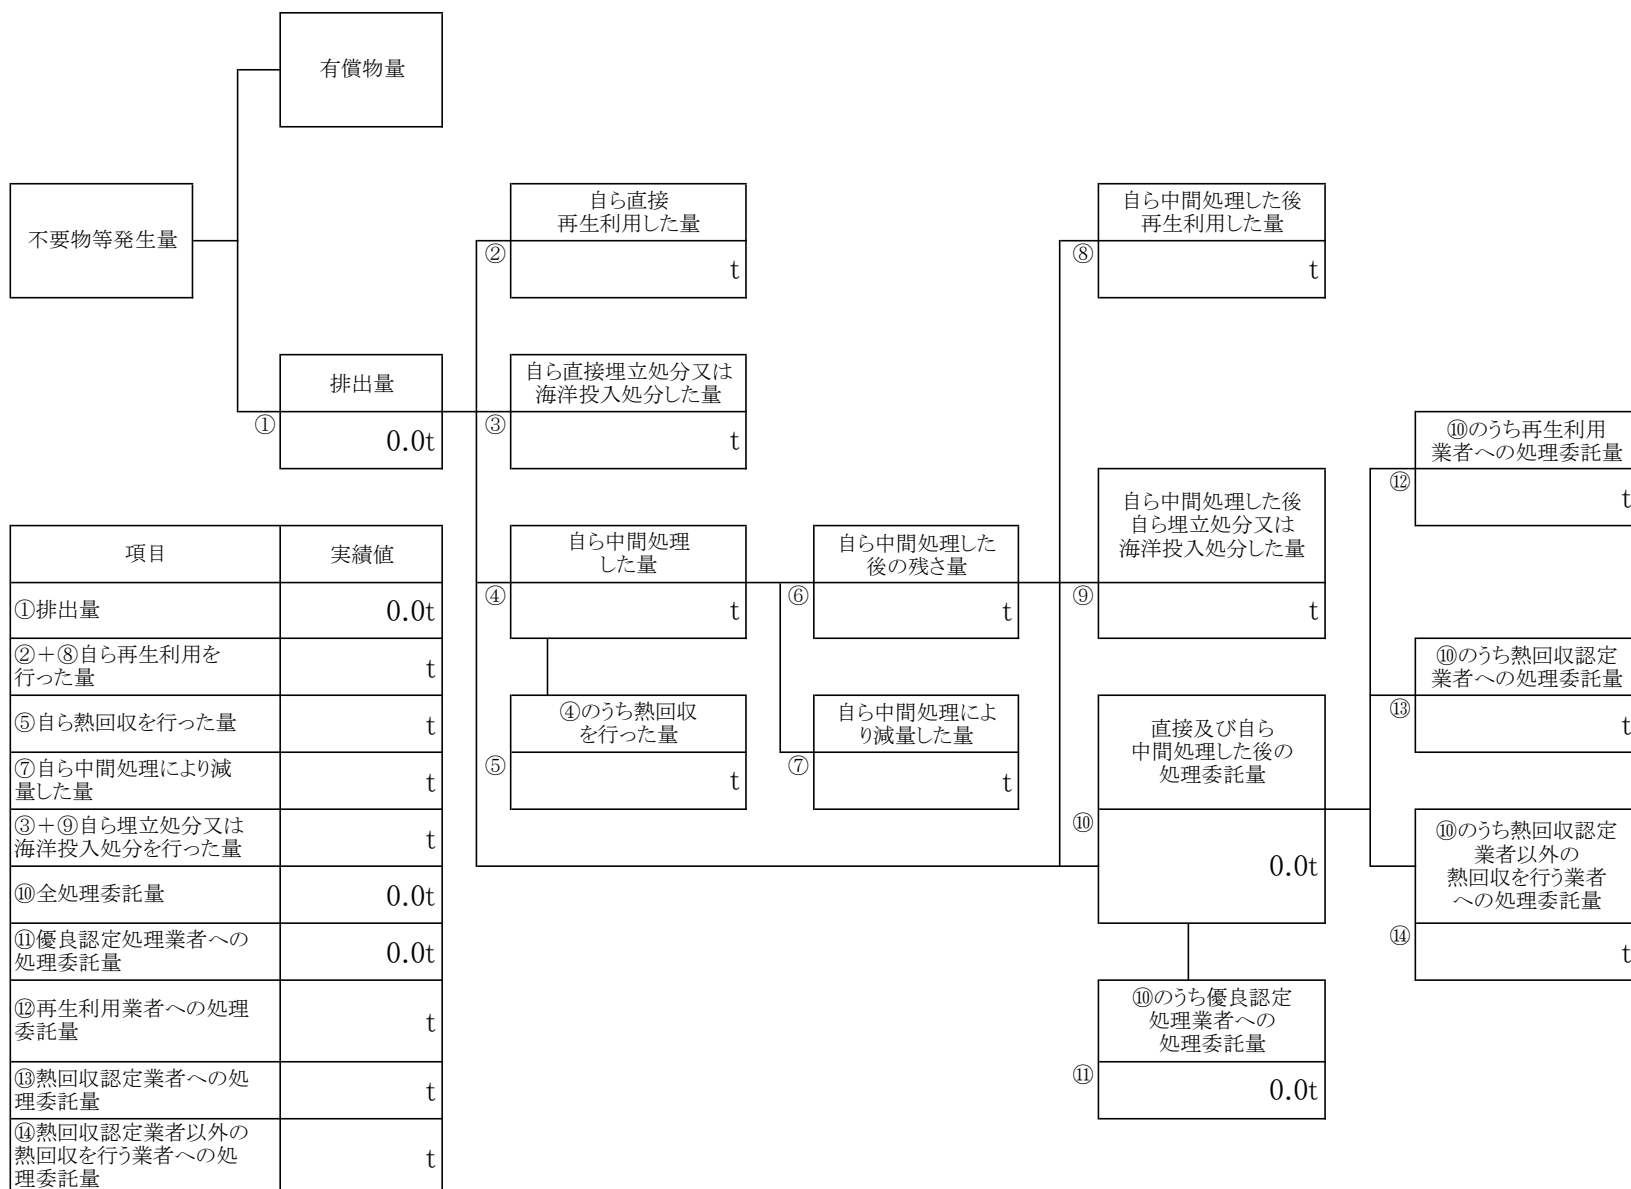 有償物量
不要物等発生量
自ら直接
再生利用した量
②
t
自ら中間処理した後
再生利用した量
⑧
t
排出量
①
0.0t
自ら直接埋立処分又は
海洋投入処分した量
③
t
⑩のうち再生利用
業者への処理委託量
⑫
t
自ら中間処理した後
自ら埋立処分又は
海洋投入処分した量
⑨
t
自ら中間処理
した量
④
t
自ら中間処理した
後の残さ量
⑥
t
④のうち熱回収
を行った量
⑤
t
自ら中間処理によ
り減量した量
⑦
t
直接及び自ら
中間処理した後の
処理委託量
⑩
0.0t
⑩のうち熱回収認定
業者への処理委託量
⑬
t
⑩のうち熱回収認定
業者以外の
熱回収を行う業者
への処理委託量
⑭
t
⑩のうち優良認定
処理業者への
処理委託量
⑪
0.0t
項目 実績値
①排出量 0.0t
②+⑧自ら再生利用を
行った量
t
⑤自ら熱回収を行った量 t
⑦自ら中間処理により減
量した量
t
③+⑨自ら埋立処分又は
海洋投入処分を行った量
t
⑩全処理委託量 0.0t
⑪優良認定処理業者への
処理委託量
0.0t
⑫再生利用業者への処理
委託量
t
⑬熱回収認定業者への処
理委託量
t
⑭熱回収認定業者以外の
熱回収を行う業者への処
理委託量
t